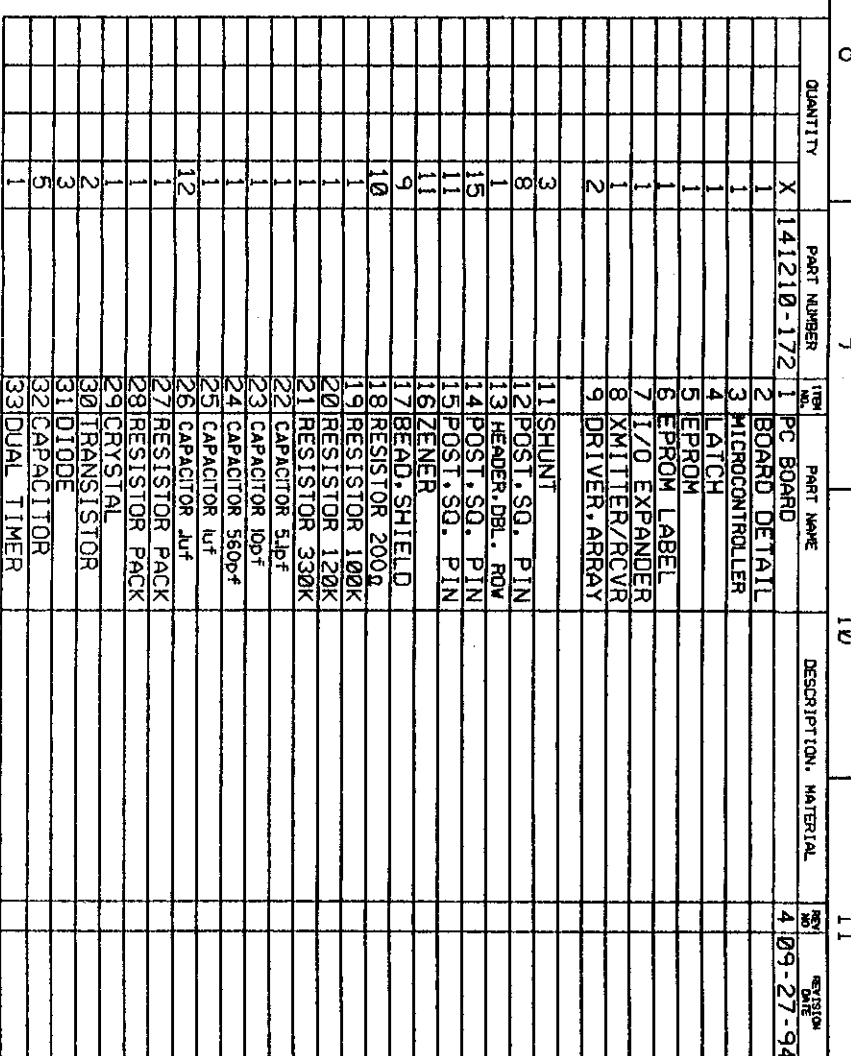 10 11
QUANTITY PART NUMBER ITEM NO. PART NAME DESCRIPTION, MATERIAL REV NO REVISION DATE
X 141210-172 1 PC BOARD 4 09-27-94
1 2 BOARD DETAIL
1 3 MICROCONTROLLER
1 4 LATCH
1 5 EPROM
1 6 EPROM LABEL
1 7 I/O EXPANDER
1 8 XMITTER/RCVR
2 9 DRIVER, ARRAY
3 11 SHUNT
8 12 POST, SQ. PIN
1 13 HEADER, DBL. ROW
15 14 POST, SQ. PIN
11 15 POST, SQ. PIN
11 16 ZENER
9 17 BEAD, SHIELD
10 18 RESISTOR 200Ω
1 19 RESISTOR 100K
1 20 RESISTOR 120K
1 21 RESISTOR 330K
1 22 CAPACITOR 5.1pf
1 23 CAPACITOR 10pf
1 24 CAPACITOR 560pf
1 25 CAPACITOR 1uf
12 26 CAPACITOR .1uf
1 27 RESISTOR PACK
1 28 RESISTOR PACK
1 29 CRYSTAL
2 30 TRANSISTOR
3 31 DIODE
5 32 CAPACITOR
1 33 DUAL TIMER